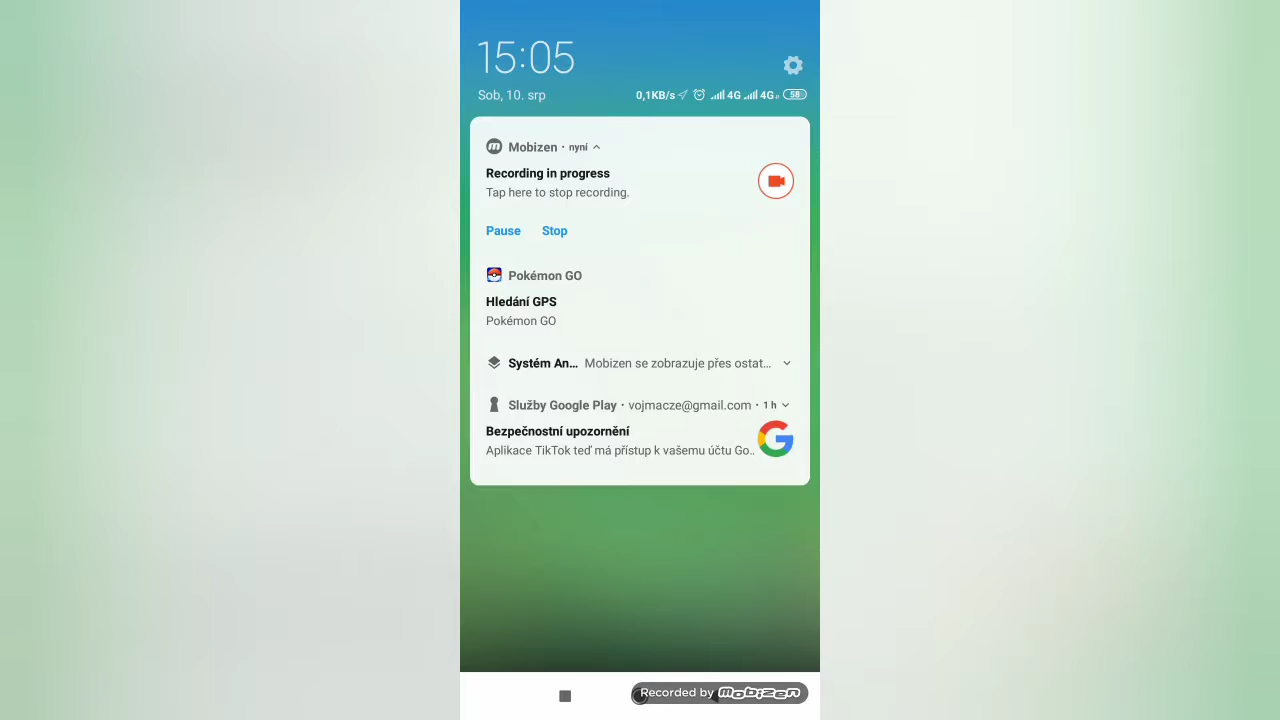 15:05
Sob, 10. srp
0,1KB/s 4G 4G 58
Mobizen · nyní
Recording in progress
Tap here to stop recording.
Pause Stop
Pokémon GO
Hledání GPS
Pokémon GO
Systém An... Mobizen se zobrazuje přes ostat...
Služby Google Play · vojmacze@gmail.com · 1 h
Bezpečnostní upozornění
Aplikace TikTok teď má přístup k vašemu účtu Go..
Recorded by mobizen